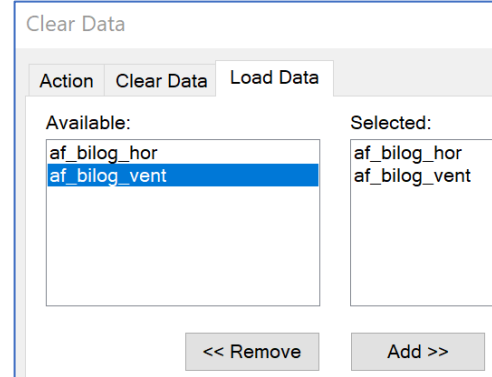 Clear Data
Action Clear Data Load Data
Available: Selected:
af_bilog_hor af_bilog_hor
af_bilog_vent af_bilog_vent
<< Remove Add >>